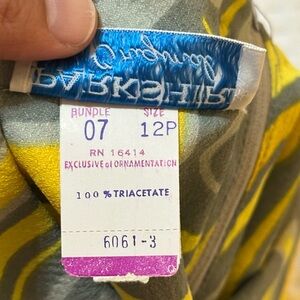 BUNDLE SIZE
07 12P
RN 16414
EXCLUSIVE of ORNAMENTATION
100% TRIACETATE
6061-3